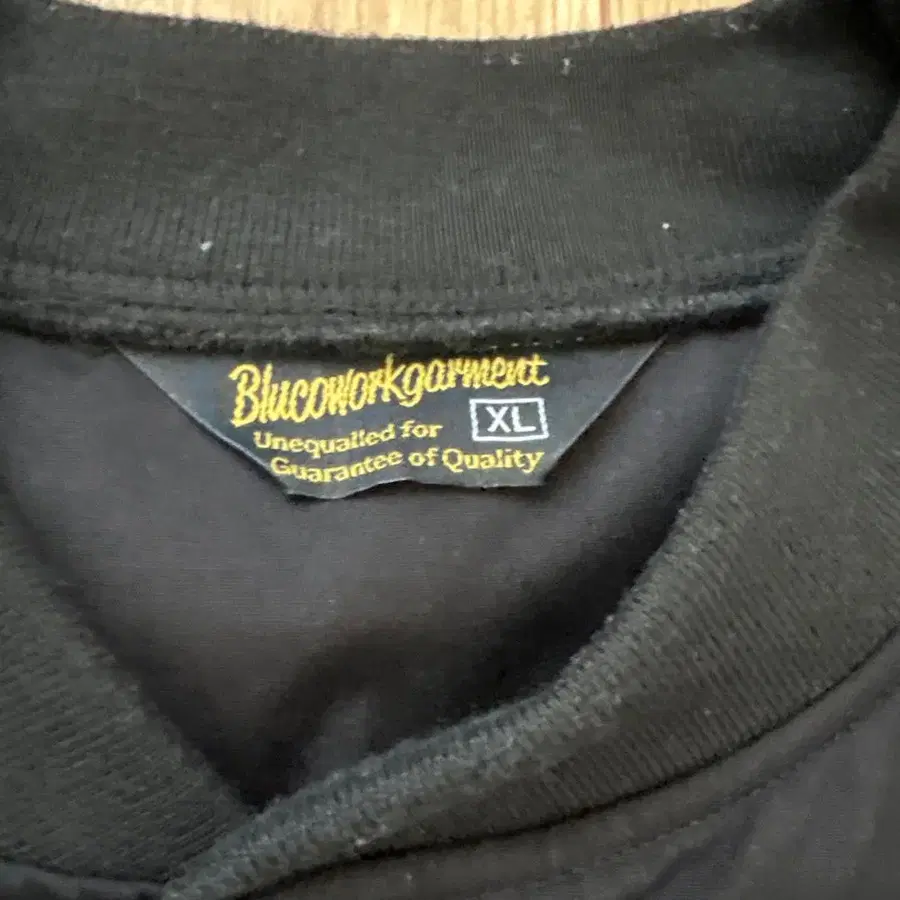 Blucoworkgarment
XL
Unequalled for
Guarantee of Quality